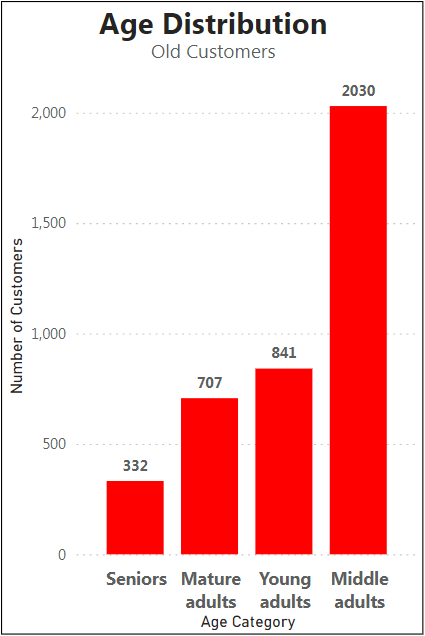 Age Distribution
Old Customers
Number of Customers
2,000
1,500
1,000
500
0
2030
841
707
332
Seniors
Mature adults
Young adults
Middle adults
Age Category